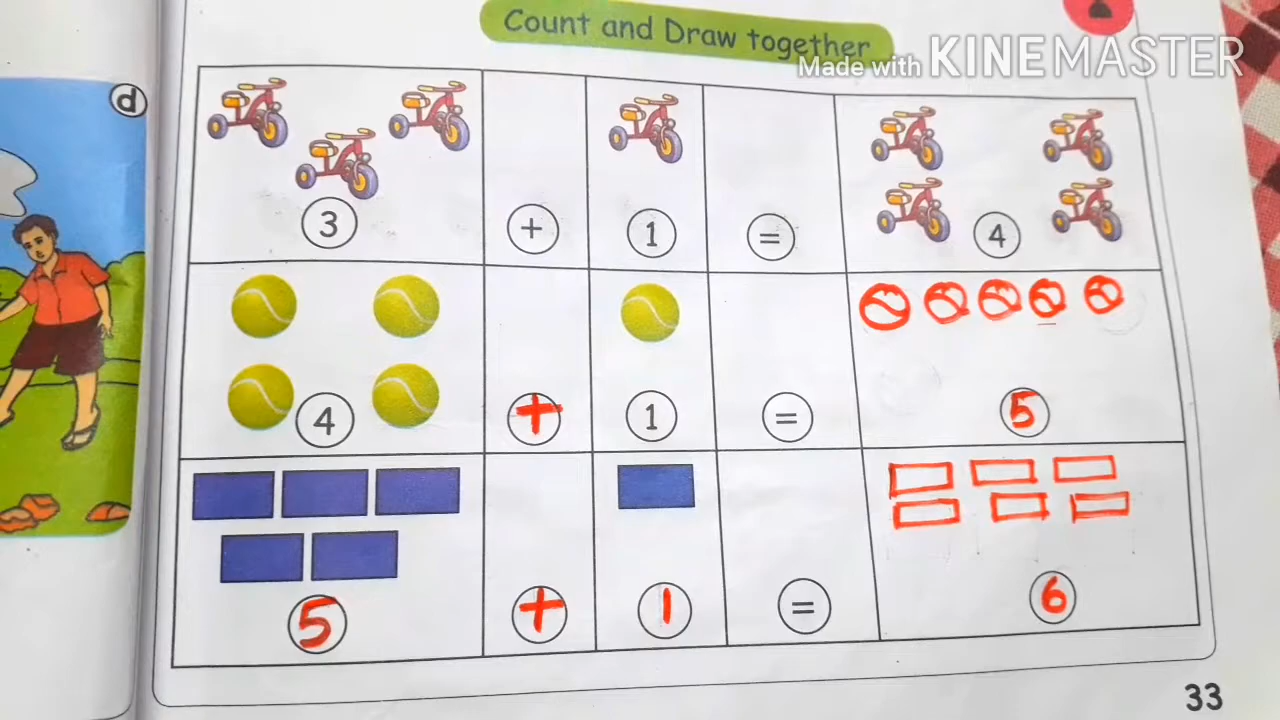 Count and Draw together
Made with KINEMASTER
d
3 + 1 = 4
4 + 1 = 5
5 + 1 = 6
33